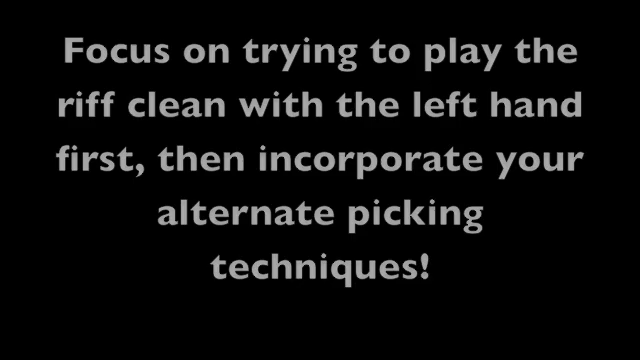 Focus on trying to play the
riff clean with the left hand
first, then incorporate your
alternate picking
techniques!